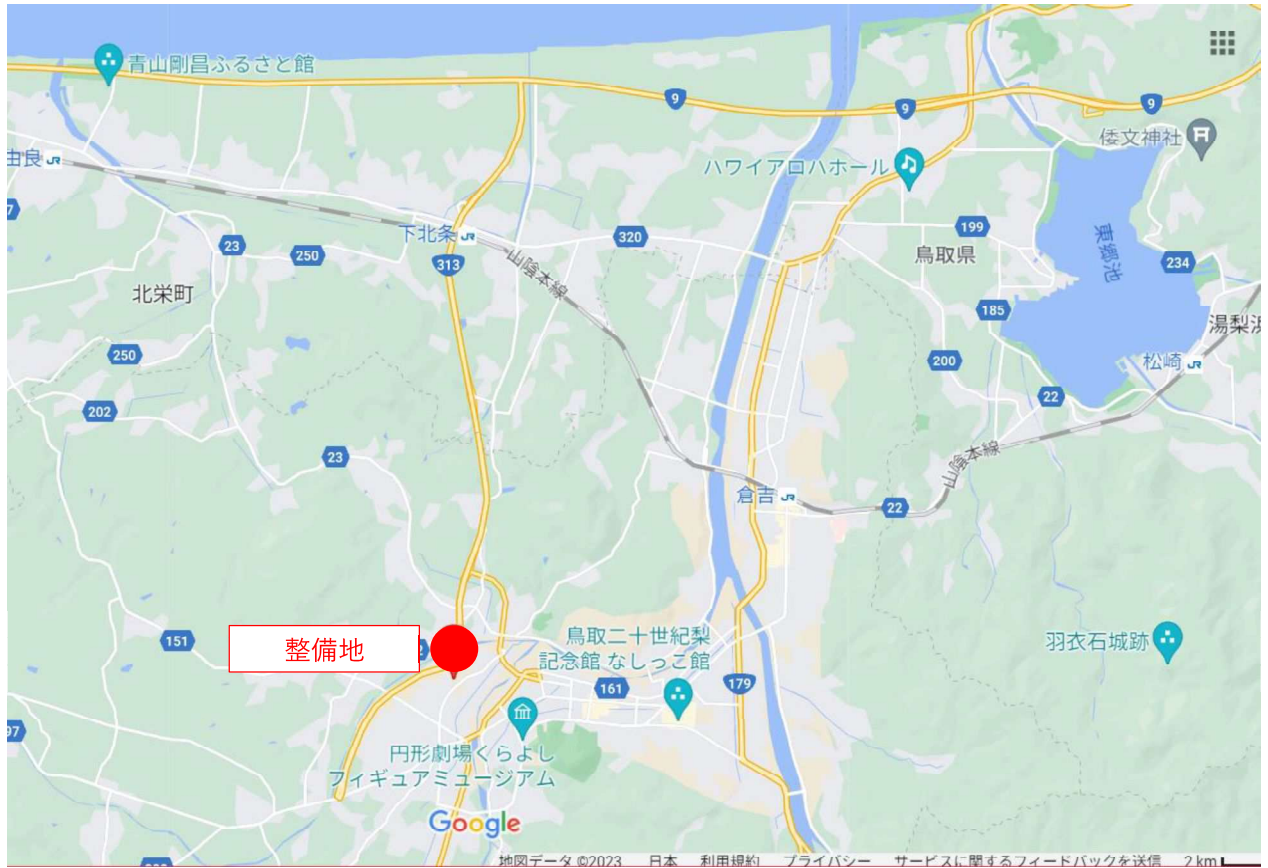 青山剛昌ふるさと館
9
9
9
倭文神社
由良 JR
ハワイアロハホール
7
下北条 JR
23
250
320
199
鳥取県
東郷池
234
313
山陰本線
北栄町
185
湯梨浜
250
200
松崎 JR
202
22
23
山陰本線
倉吉 JR
22
151
整備地
2
鳥取二十世紀梨
記念館 なしっこ館
羽衣石城跡
161
179
97
円形劇場くらよし
フィギュアミュージアム
Google
地図データ ©2023 日本 利用規約 プライバシー サービスに関するフィードバックを送信 2 km